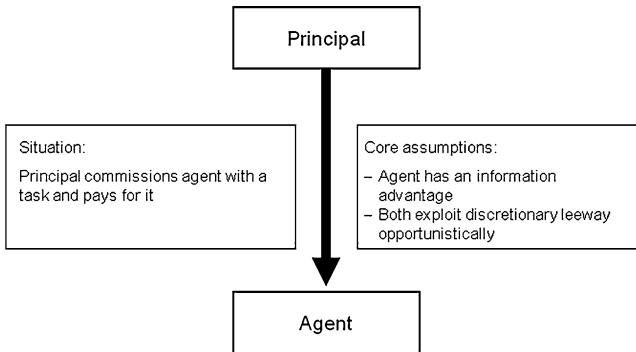 Principal
Situation:
Principal commissions agent with a
task and pays for it
Core assumptions:
– Agent has an information
advantage
– Both exploit discretionary leeway
opportunistically
Agent